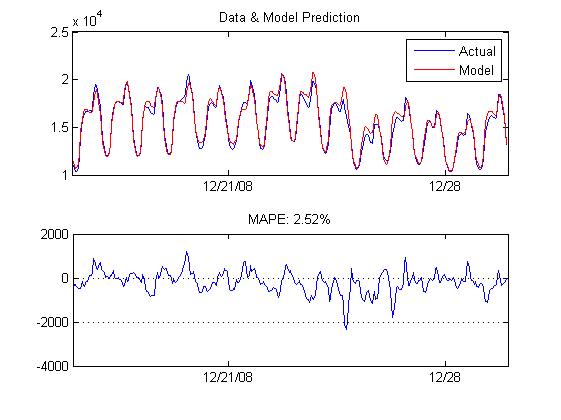 Data & Model Prediction
x 10^4
2.5
2
1.5
1
Actual
Model
12/21/08
12/28
MAPE: 2.52%
2000
0
-2000
-4000
12/21/08
12/28